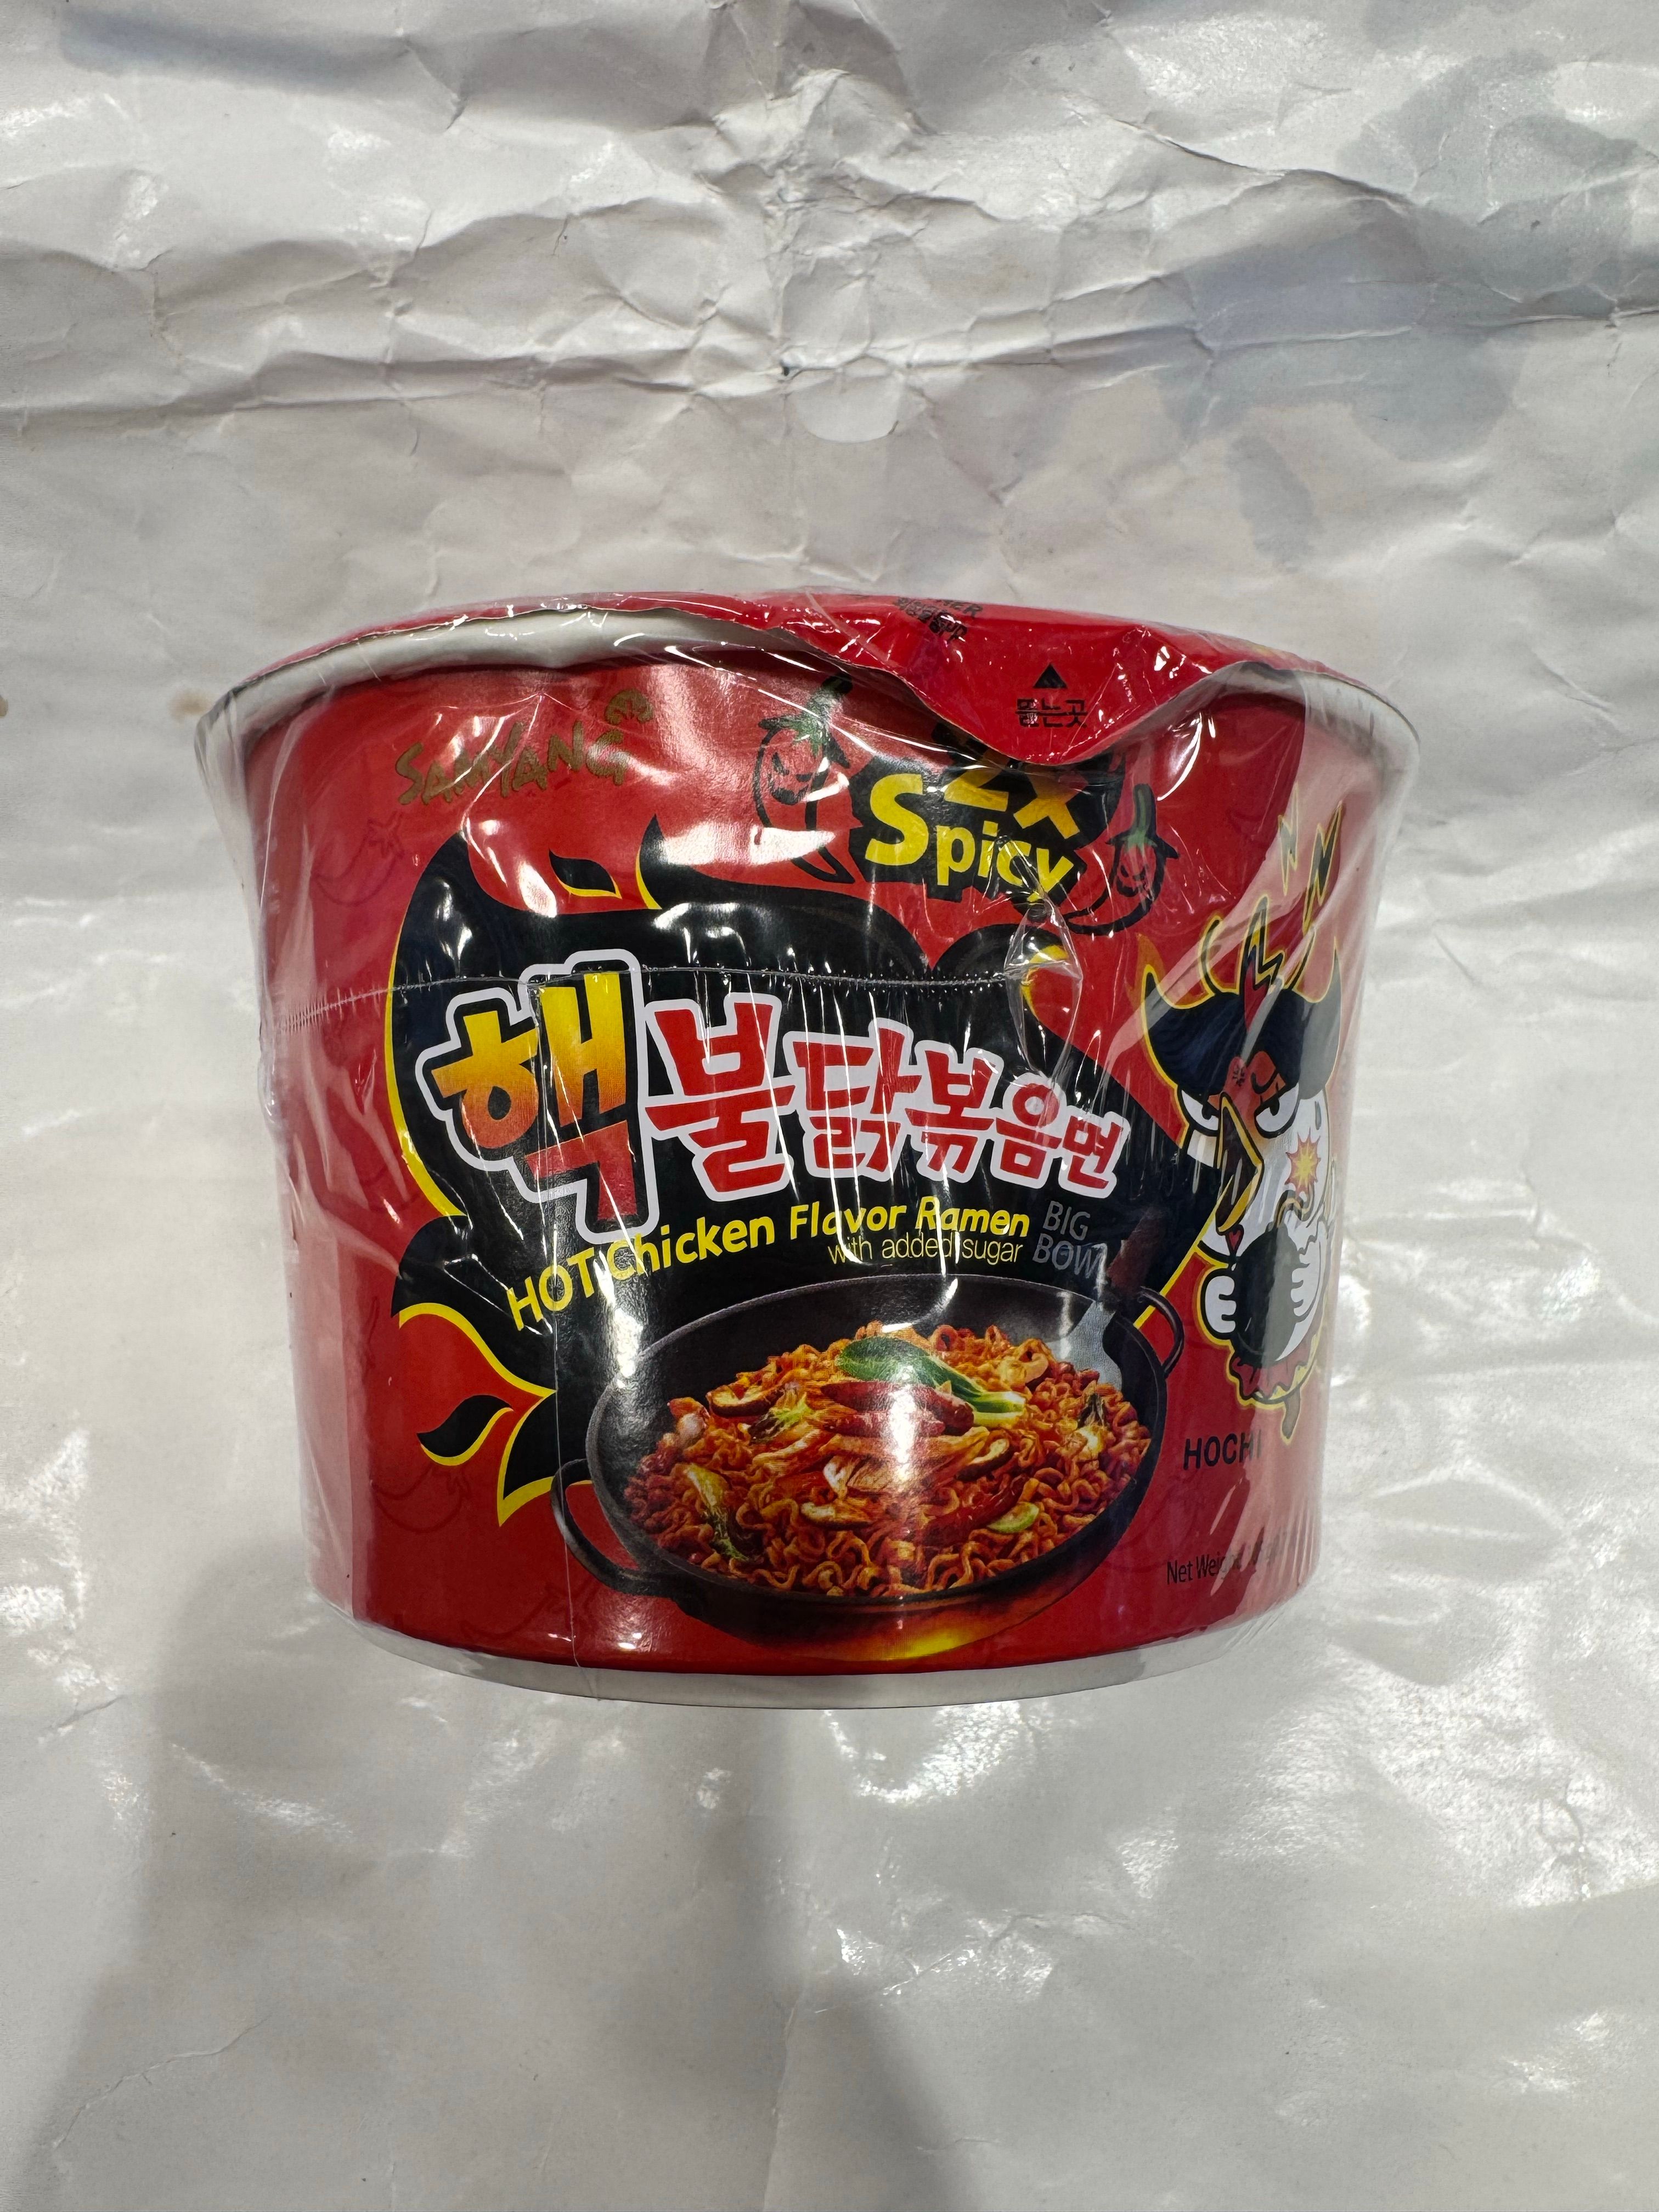 뜯는곳
SAMYANG
2x
Spicy
핵불닭볶음면
HOT Chicken Flavor Ramen
with added sugar
BIG
BOWL
HOCHI
Net